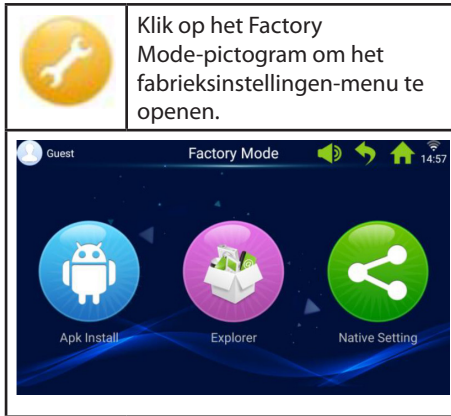 Klik op het Factory
Mode-pictogram om het
fabrieksinstellingen-menu te
openen.
Guest
Factory Mode
14:57
Apk Install
Explorer
Native Setting